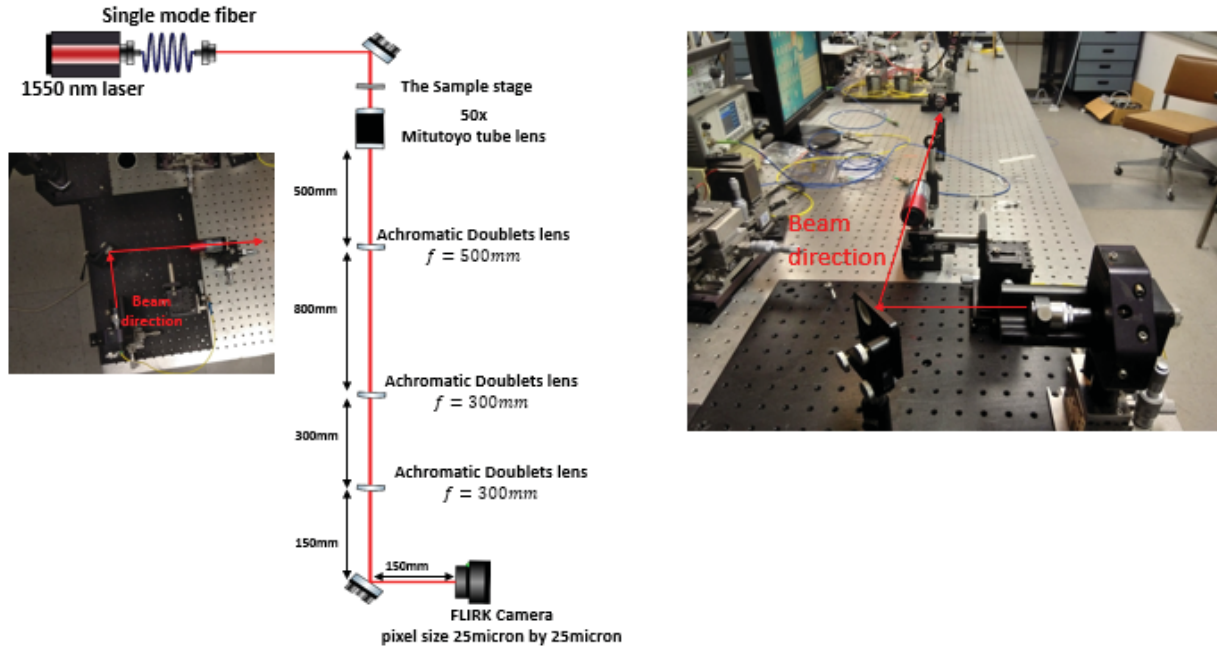 Single mode fiber
1550 nm laser
The Sample stage
50x
Mitutoyo tube lens
500mm
Achromatic Doublets lens
f = 500mm
800mm
Achromatic Doublets lens
f = 300mm
300mm
Achromatic Doublets lens
f = 300mm
150mm
150mm
FLIRK Camera
pixel size 25micron by 25micron
Beam
direction
Beam
direction